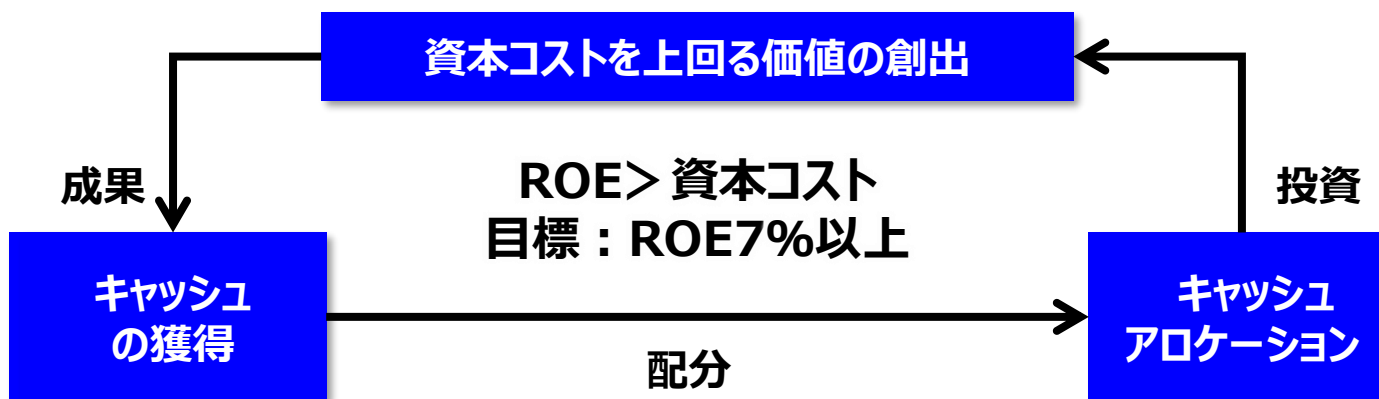 資本コストを上回る価値の創出
成果
ROE＞資本コスト
目標：ROE7%以上
投資
キャッシュ
の獲得
配分
キャッシュ
アロケーション